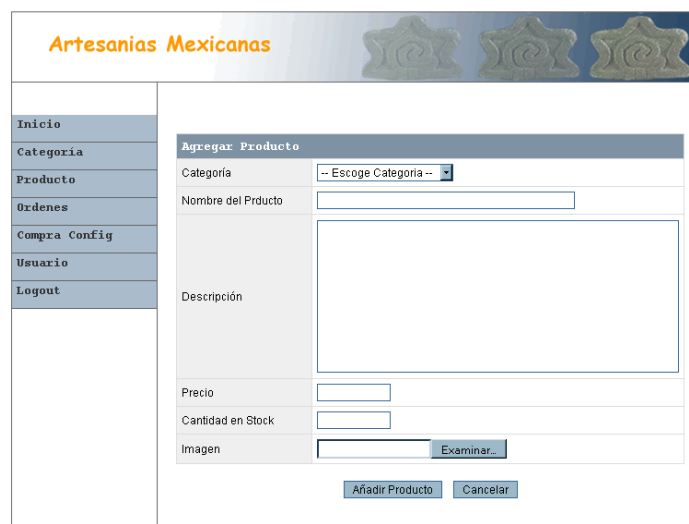 Artesanias Mexicanas
Inicio
Categoria
Producto
Ordenes
Compra Config
Usuario
Logout
Agregar Producto
Categoría
-- Escoge Categoria --
Nombre del Prducto
Descripción
Precio
Cantidad en Stock
Imagen
Examinar...
Añadir Producto
Cancelar